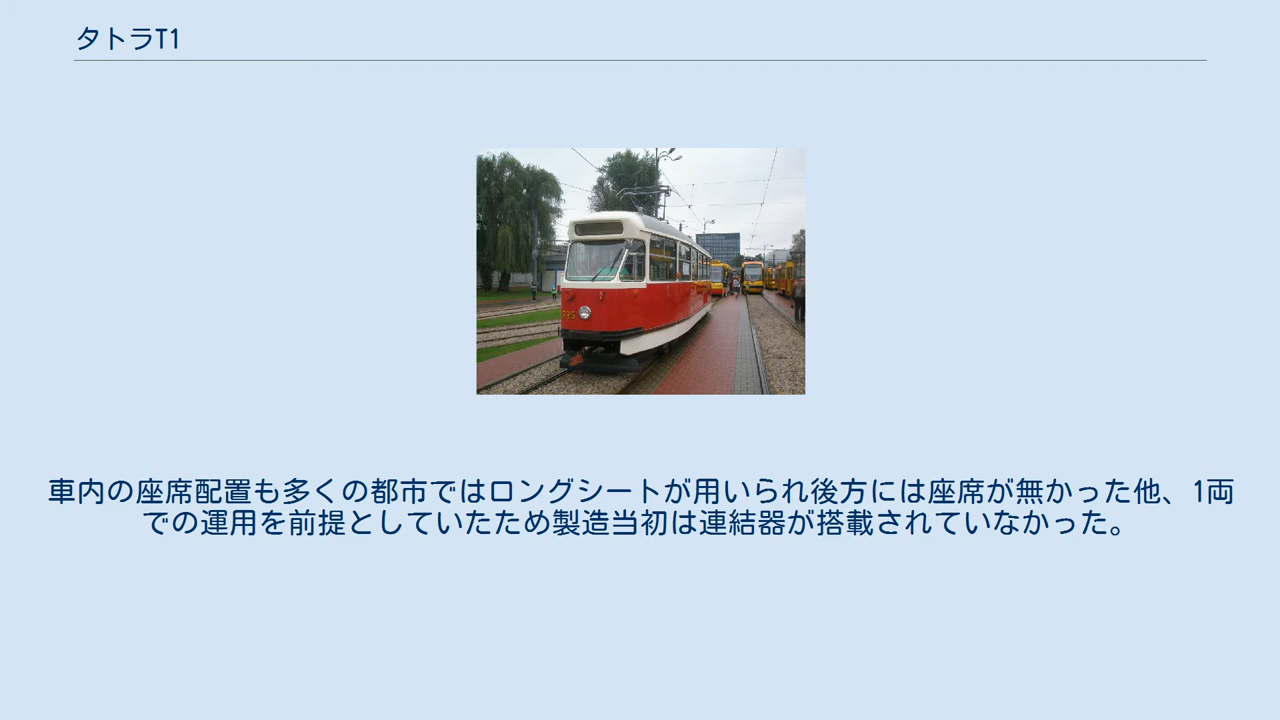 タトラT1
795
車内の座席配置も多くの都市ではロングシートが用いられ後方には座席が無かった他、1両
での運用を前提としていたため製造当初は連結器が搭載されていなかった。